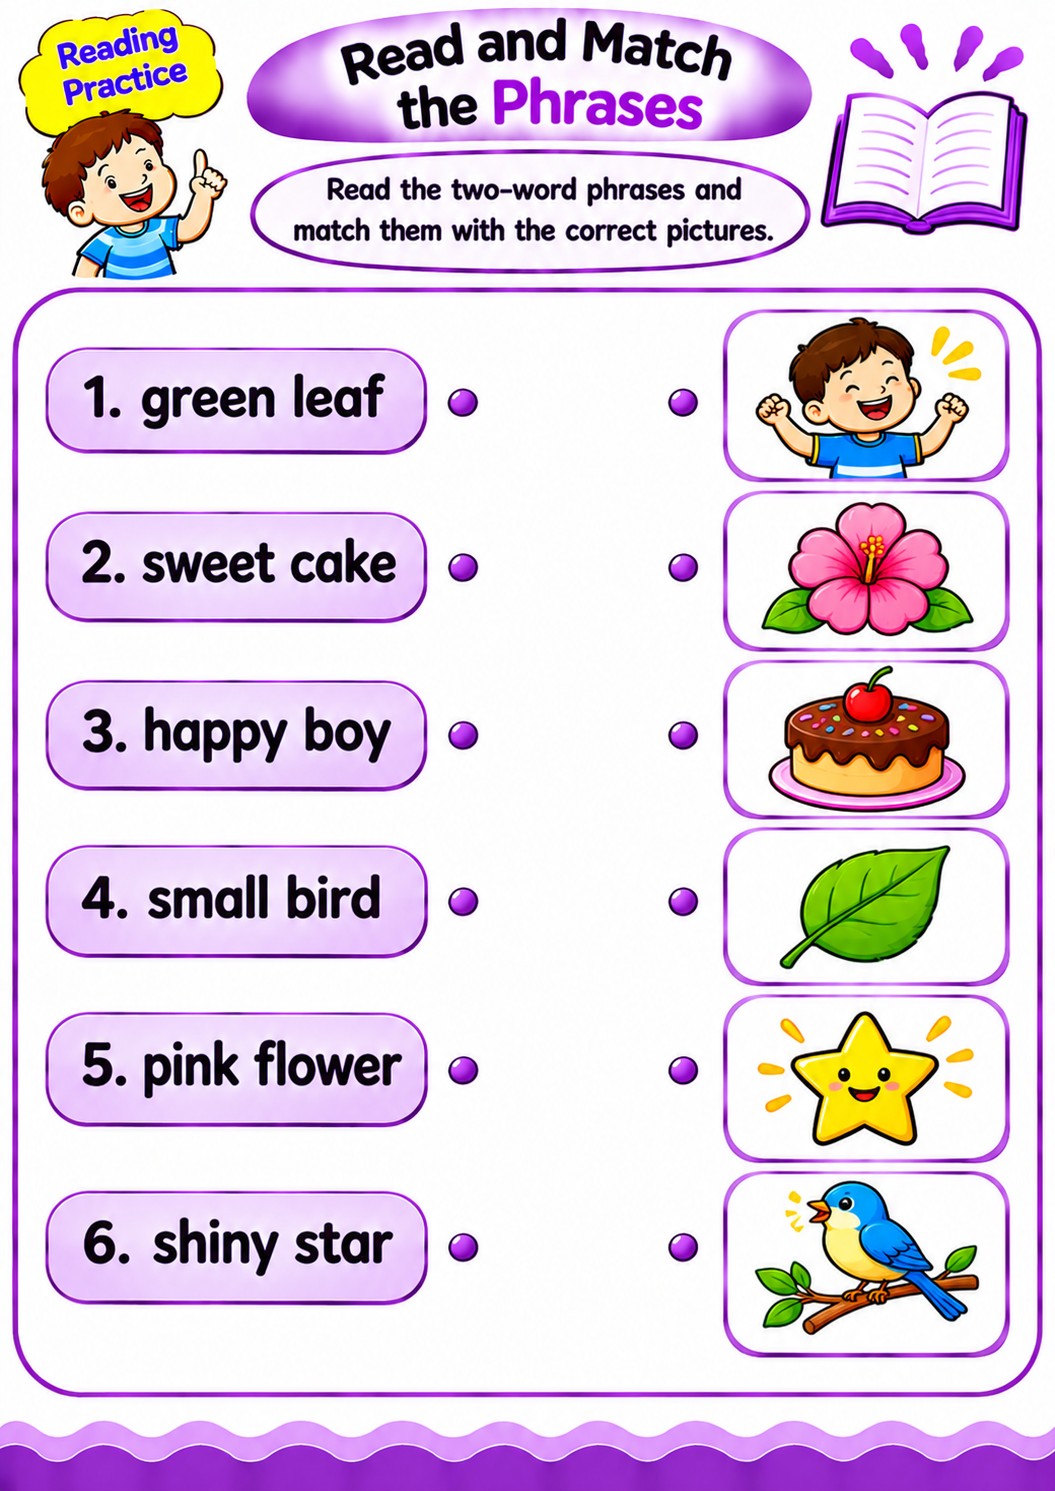 Reading
Practice
Read and Match
the Phrases
Read the two-word phrases and
match them with the correct pictures.
1. green leaf
2. sweet cake
3. happy boy
4. small bird
5. pink flower
6. shiny star